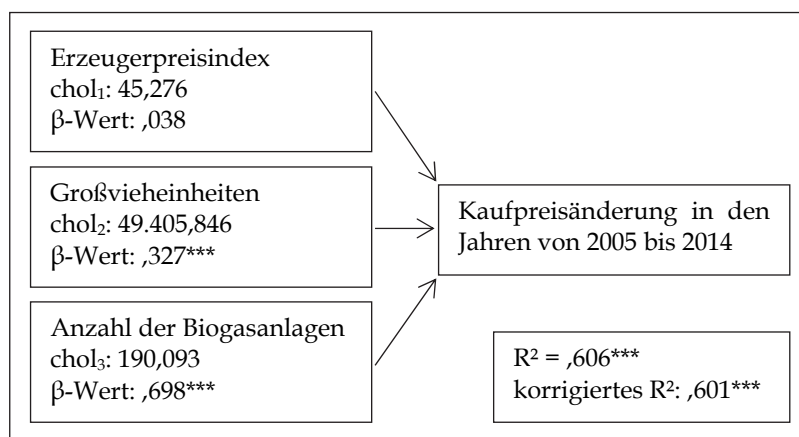 Erzeugerpreisindex
chol₁: 45,276
β-Wert: ,038
Großvieheinheiten
chol₂: 49.405,846
β-Wert: ,327***
Anzahl der Biogasanlagen
chol₃: 190,093
β-Wert: ,698***
Kaufpreisänderung in den
Jahren von 2005 bis 2014
R² = ,606***
korrigiertes R²: ,601***